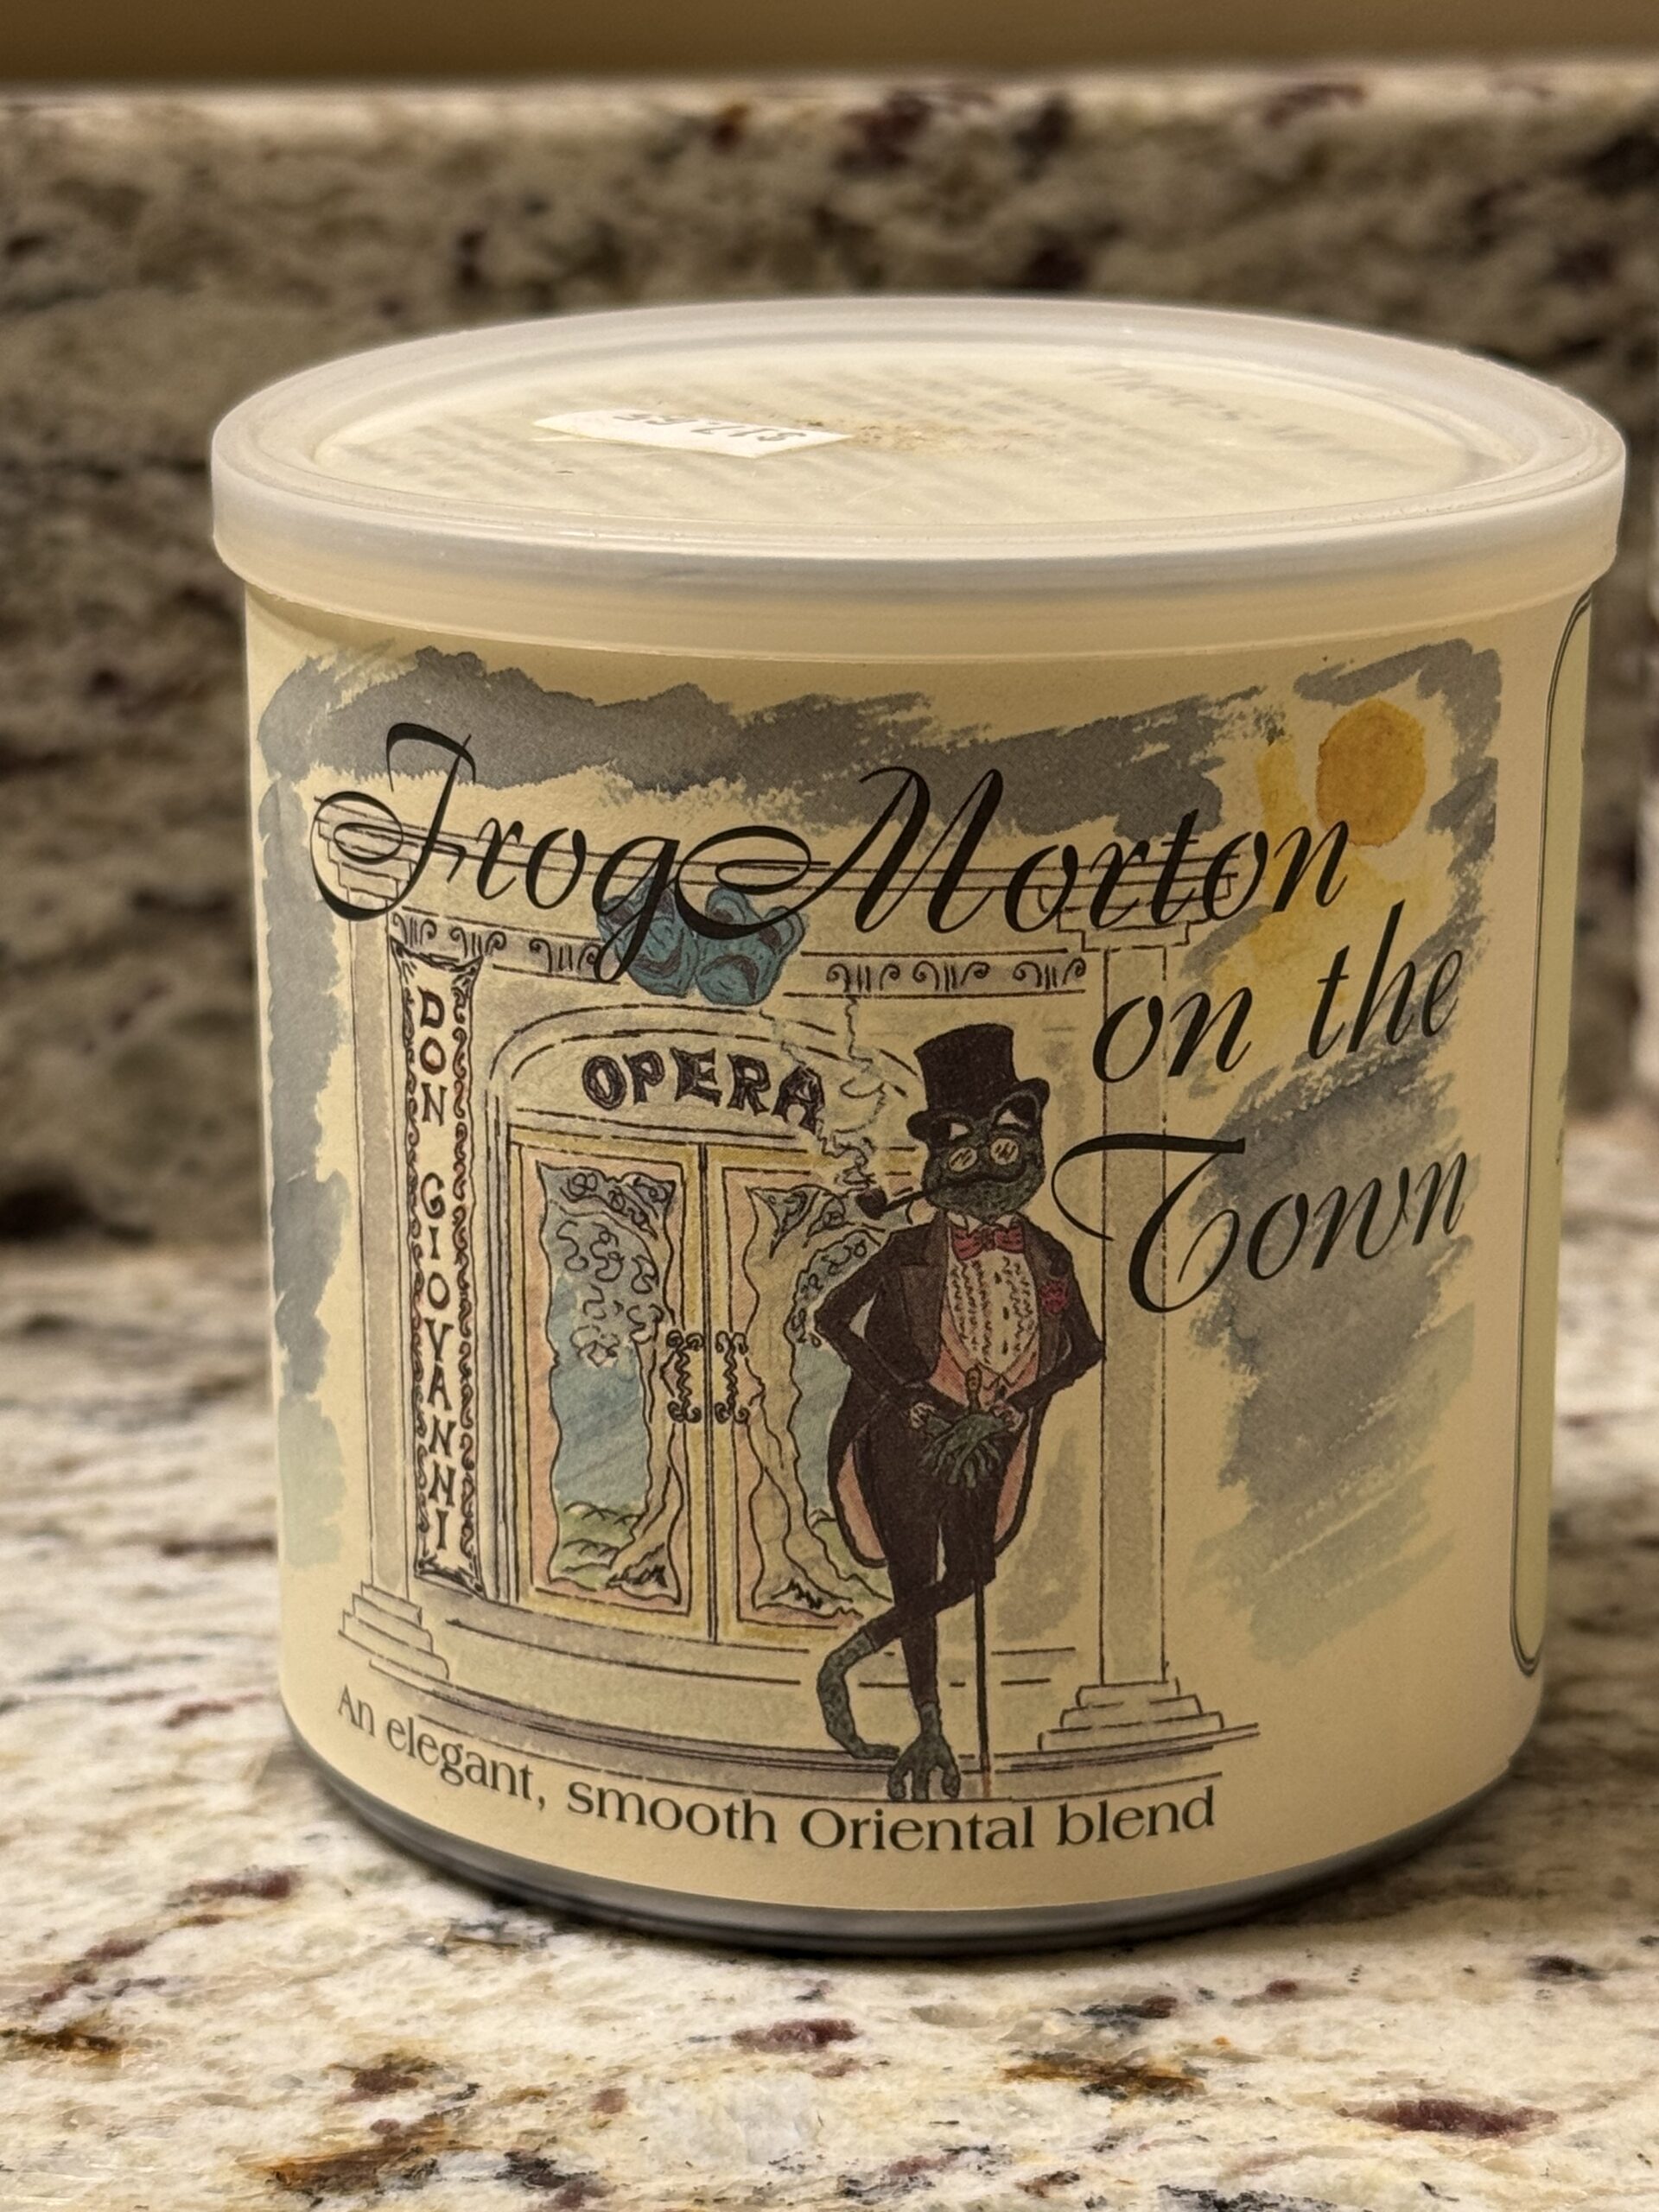 Frog Morton
on the
Town
OPERA
DON GIOVANNI
An elegant, smooth Oriental blend